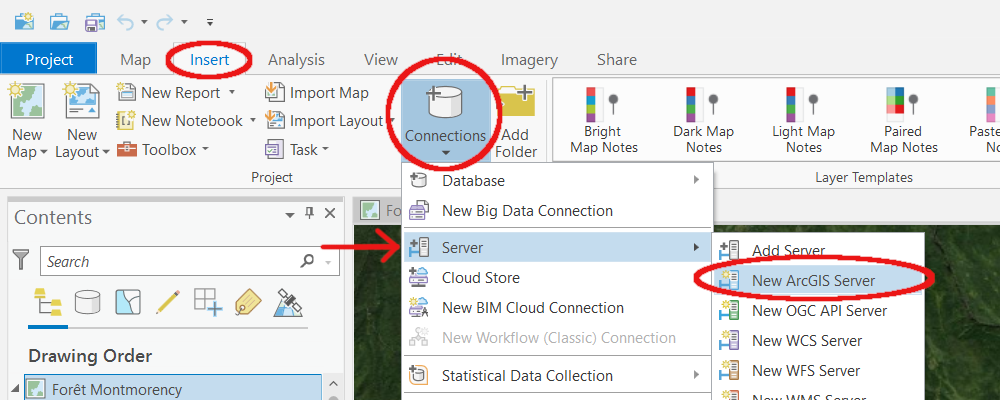 Project Map Insert Analysis View Edit Imagery Share
New Map
New Layout
New Report
New Notebook
Toolbox
Import Map
Import Layout
Task
Connections
Add Folder
Bright Map Notes
Dark Map Notes
Light Map Notes
Paired Map Notes
Project
Layer Templates
Database
New Big Data Connection
Server
Cloud Store
New BIM Cloud Connection
New Workflow (Classic) Connection
Statistical Data Collection
Add Server
New ArcGIS Server
New OGC API Server
New WCS Server
New WFS Server
New WMS Server
Contents
Search
Drawing Order
Forêt Montmorency